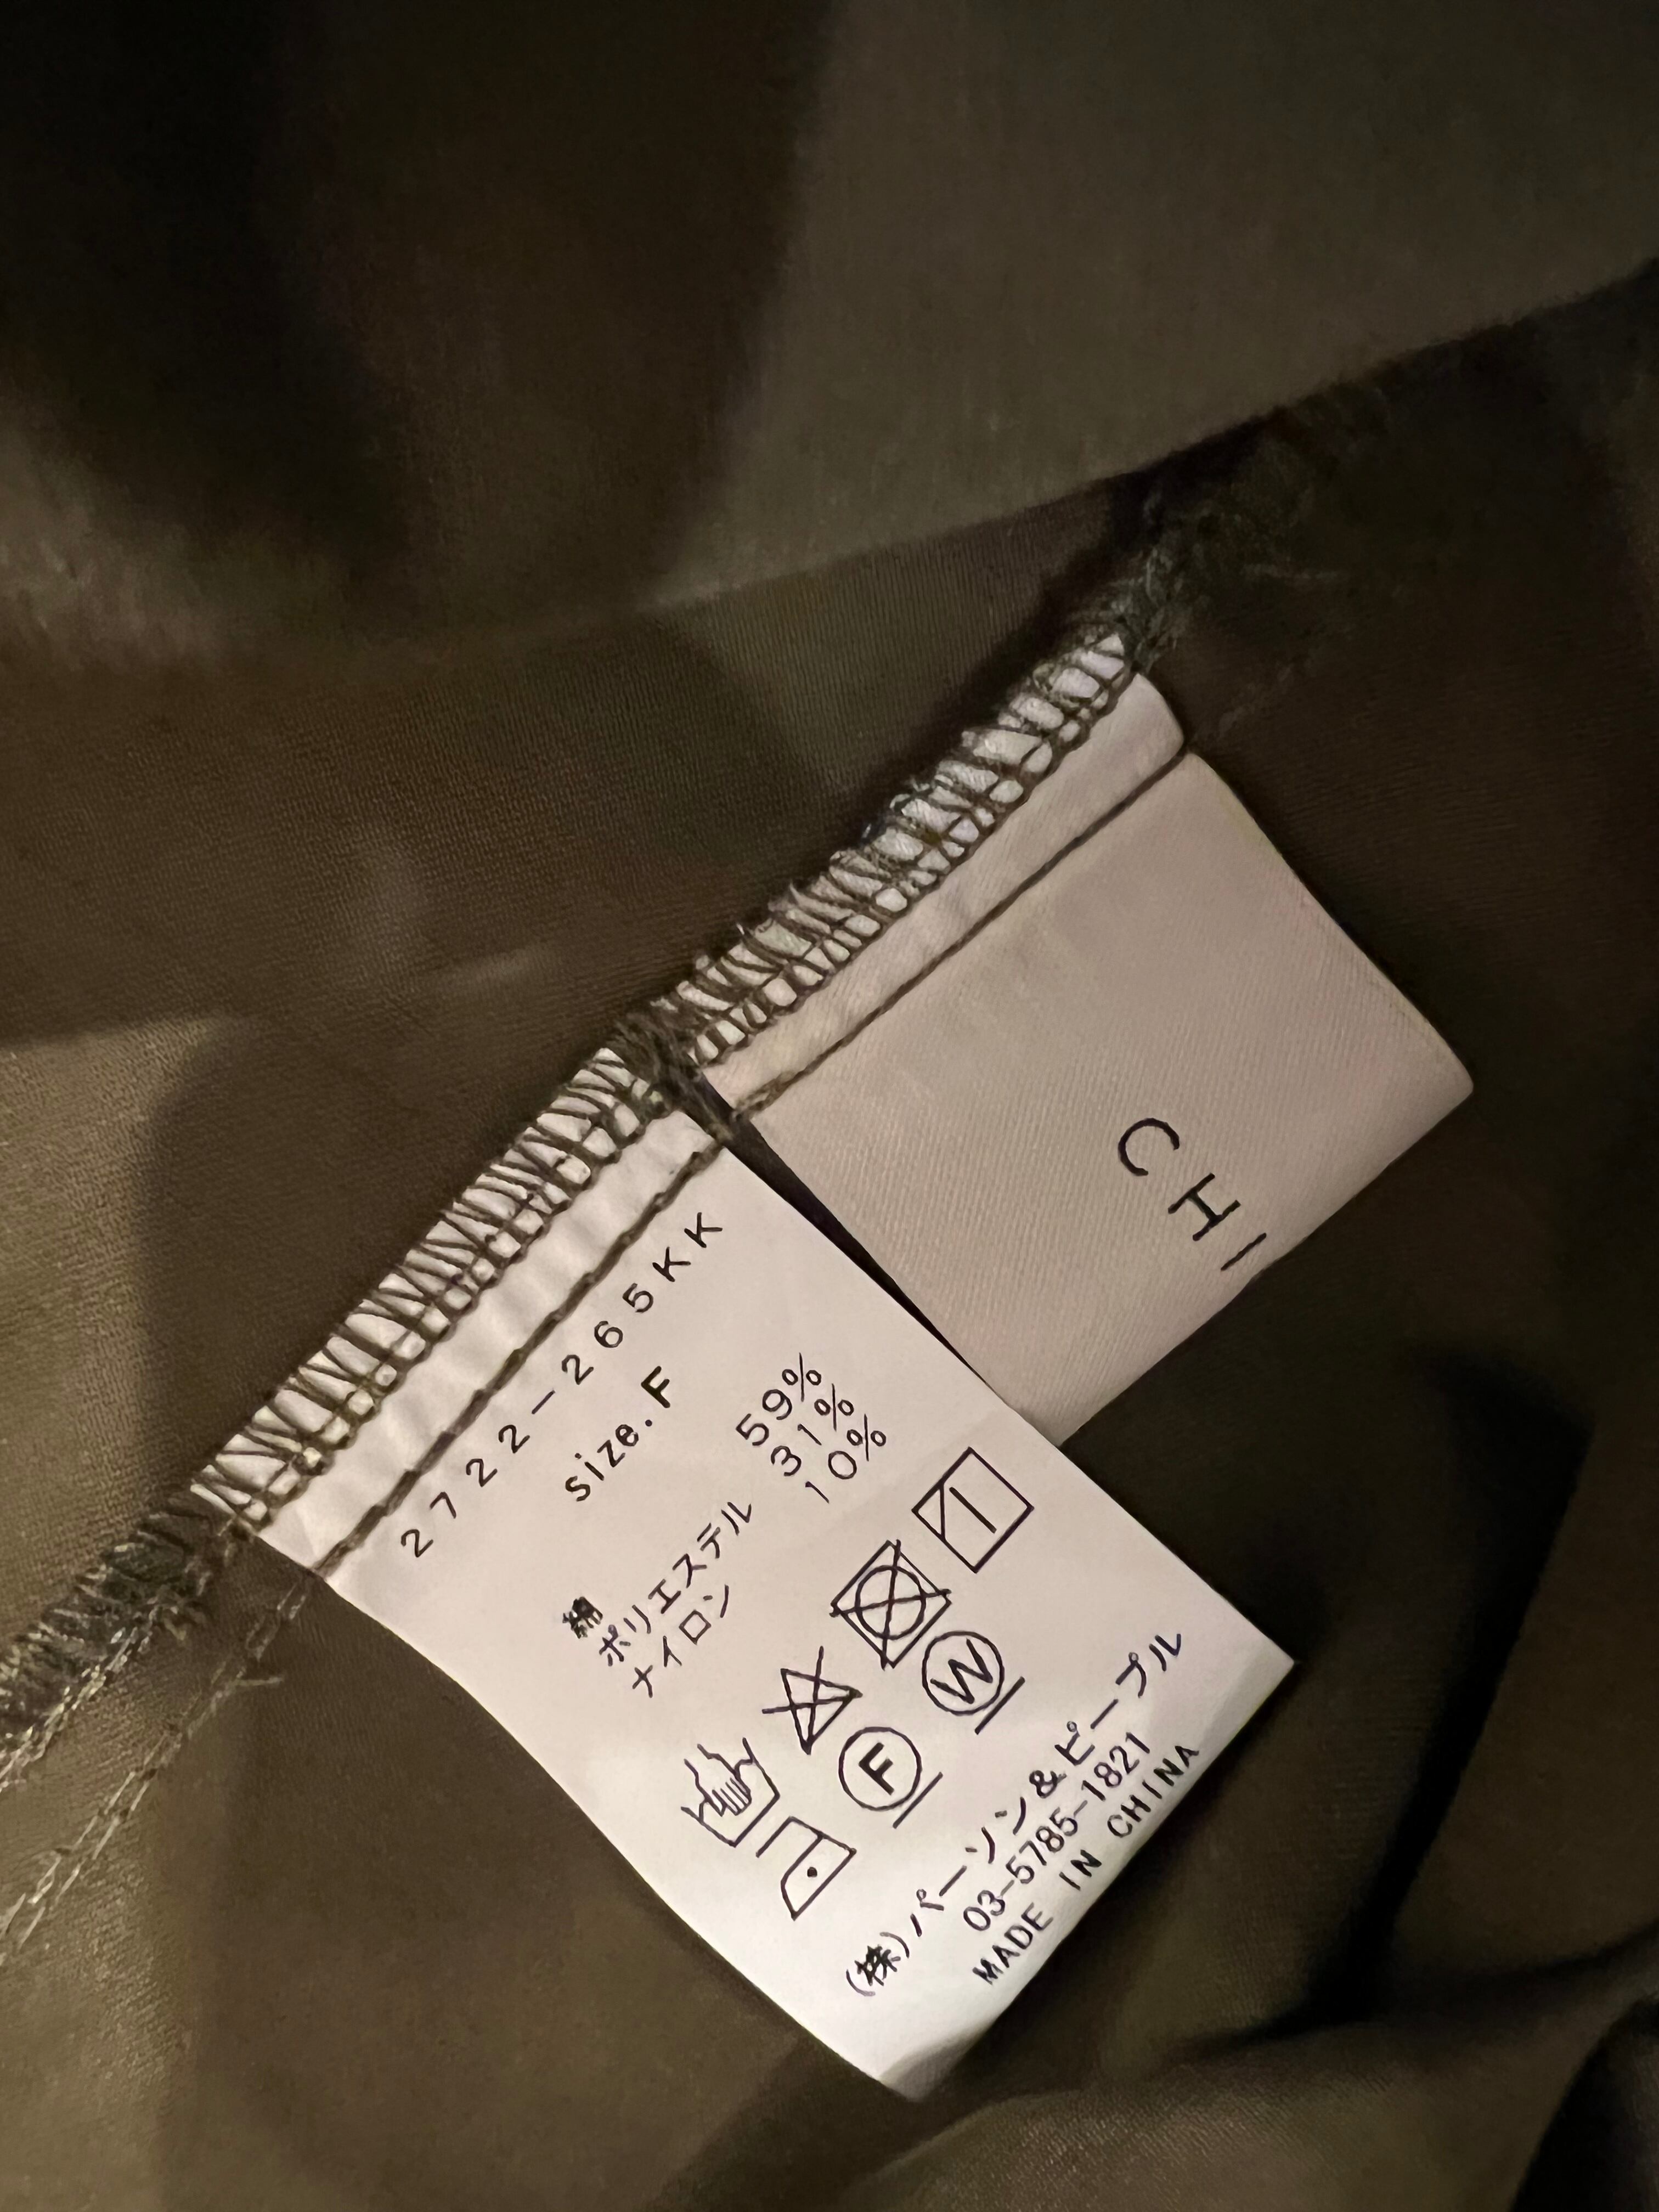 2722-265KK
size.F
綿 59%
ポリエステル 31%
ナイロン 10%
F W
(株)パーソン&ピープル
03-5785-1821
MADE IN CHINA
CHI